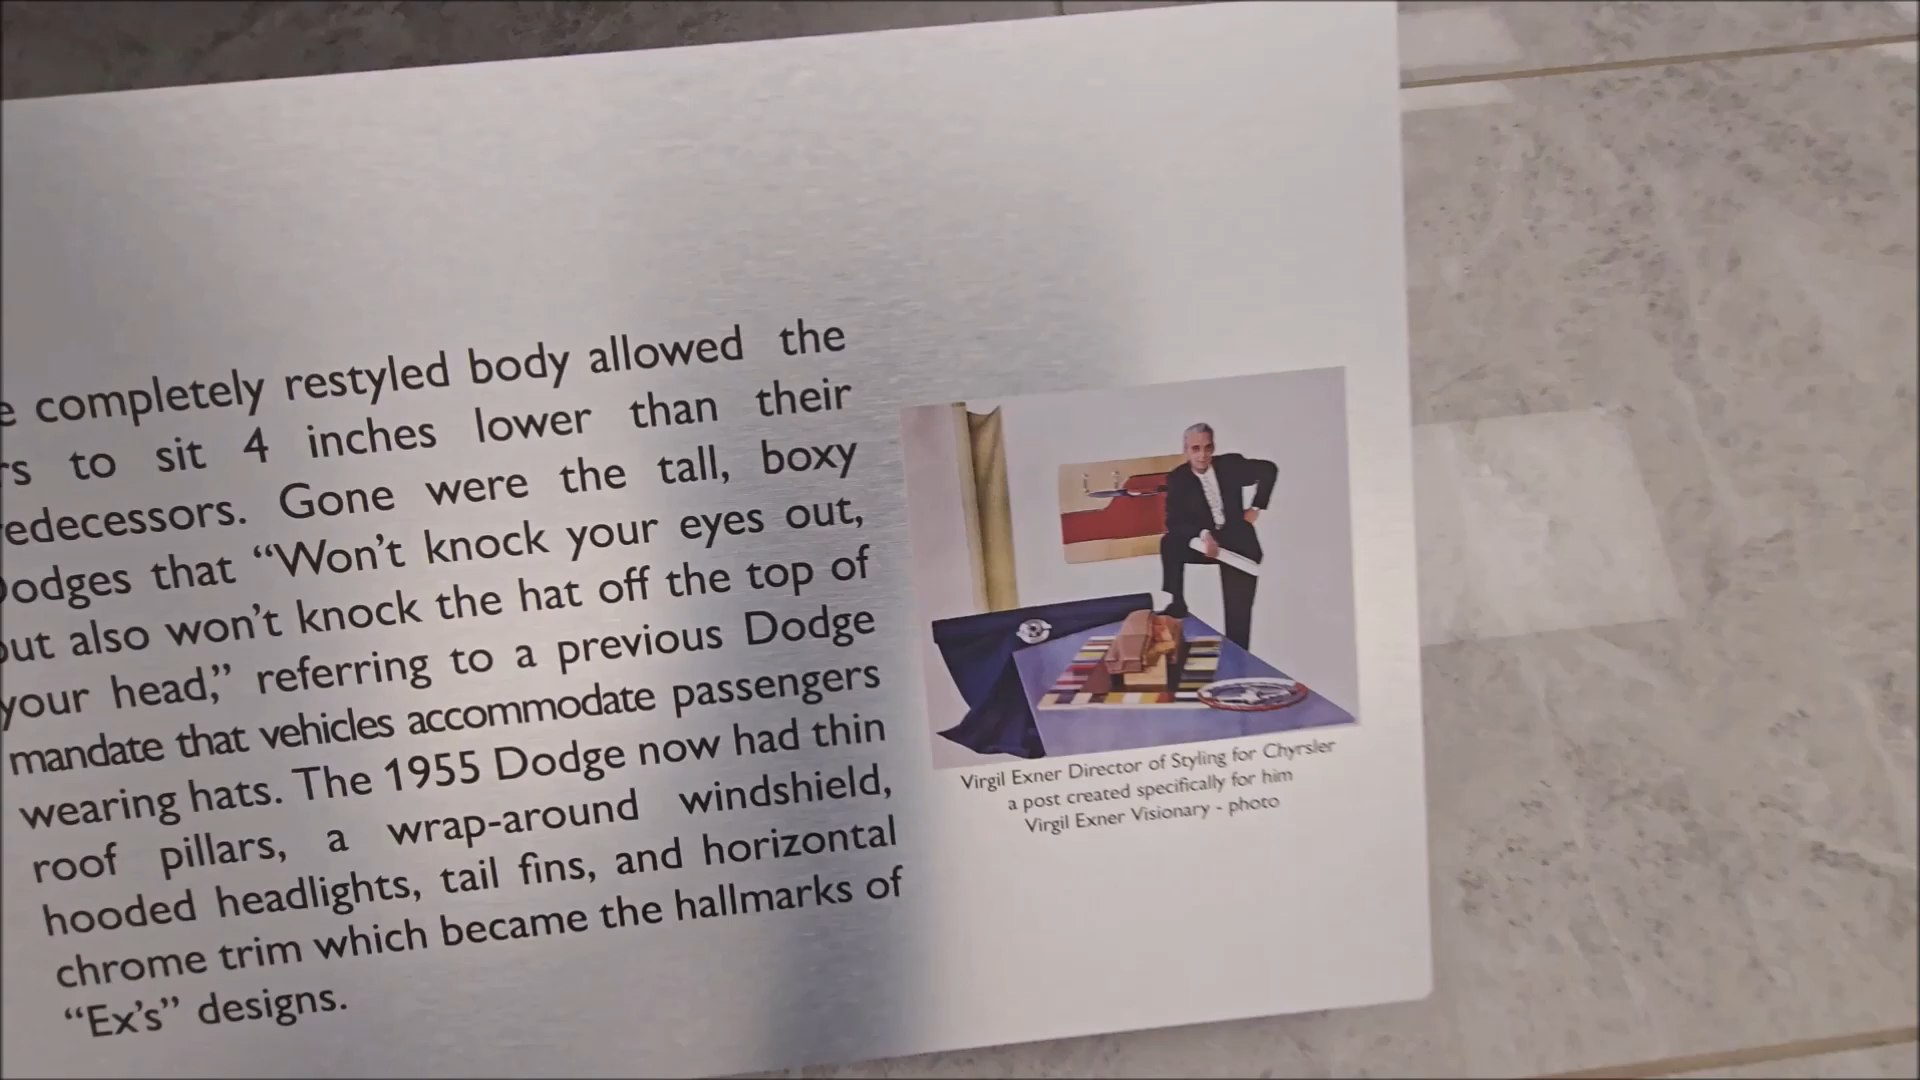 completely restyled body allowed the
to sit 4 inches lower than their
Gone were the tall, boxy
that “Won’t knock your eyes out,
also won’t knock the hat off the top of
your head,” referring to a previous Dodge
mandate that vehicles accommodate passengers
wearing hats. The 1955 Dodge now had thin
roof pillars, a wrap-around windshield,
hooded headlights, tail fins, and horizontal
chrome trim which became the hallmarks of
“Ex’s” designs.
Virgil Exner Director of Styling for Chyrsler
a post created specifically for him
Virgil Exner Visionary - photo